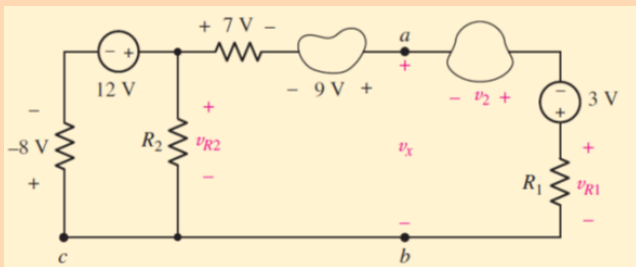 + 7 V −
a
+
− +
12 V
− 9 V +
− v2 +
−
+
3 V
−
−8 V
+
R2
+
vR2
−
vx
R1
+
vR1
−
−
c
b